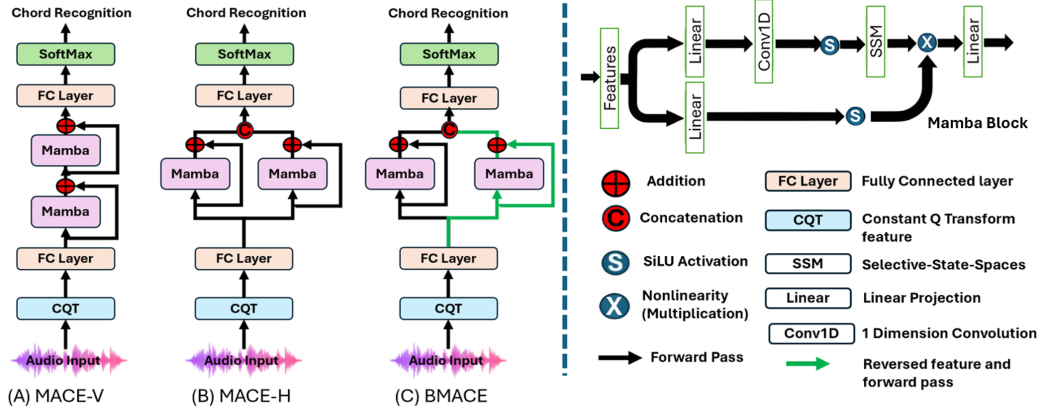 Chord Recognition
SoftMax
FC Layer
Mamba
Mamba
FC Layer
CQT
Audio Input
(A) MACE-V
Chord Recognition
SoftMax
FC Layer
C
Mamba
Mamba
FC Layer
CQT
Audio Input
(B) MACE-H
Chord Recognition
SoftMax
FC Layer
C
Mamba
Mamba
FC Layer
CQT
Audio Input
(C) BMACE
Features
Linear
Conv1D
S
SSM
X
Linear
Linear
S
Mamba Block
Addition
C
Concatenation
S
SiLU Activation
X
Nonlinearity
(Multiplication)
Forward Pass
FC Layer
Fully Connected layer
CQT
Constant Q Transform
feature
SSM
Selective-State-Spaces
Linear
Linear Projection
Conv1D
1 Dimension Convolution
Reversed feature and
forward pass